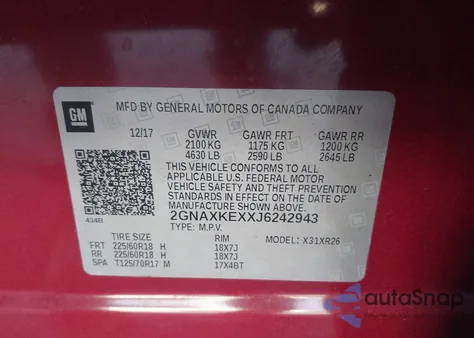 GM
MFD BY GENERAL MOTORS OF CANADA COMPANY
12/17 GVWR GAWR FRT GAWR RR
2100 KG 1175 KG 1200 KG
4630 LB 2590 LB 2645 LB
THIS VEHICLE CONFORMS TO ALL APPLICABLE
U.S. FEDERAL MOTOR VEHICLE SAFETY, BUMPER,
AND THEFT PREVENTION STANDARDS IN EFFECT
ON THE DATE OF MANUFACTURE SHOWN ABOVE.
434B 2GNAXKEXXJ6242943
TYPE: M.P.V. MODEL: X31XR26
TIRE SIZE RIM
FRT 225/60R18 H 18X7J
RR 225/60R18 H 18X7J
SPA T125/70R17 M 17X4BT
autoSnap